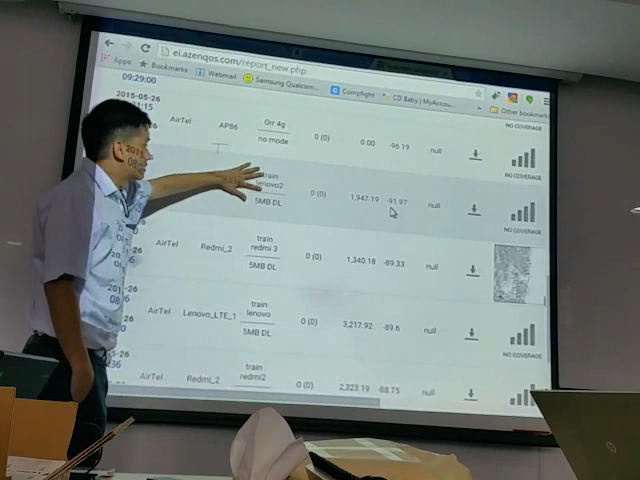 ei.azenqos.com/report_new.php
Apps Bookmarks Webmail Samsung Qualcom... Compfight CD Baby | MyAccou... Other bookmarks
09:29:00
2015-05-26
NO COVERAGE
AirTel AP86 Orr 4g 0 (0) 0.00 -96.19 null
no mode
NO COVERAGE
train
lenovo2 0 (0) 1,947.19 -91.97 null
5MB DL
NO COVERAGE
AirTel Redmi_2 train 0 (0) 1,340.18 -89.33 null
redmi 3
5MB DL
AirTel Lenovo_LTE_1 train 0 (0) 3,217.92 -89.6 null
lenovo
5MB DL
NO COVERAGE
AirTel Redmi_2 train 0 (0) 2,323.19 -88.75 null
redmi2